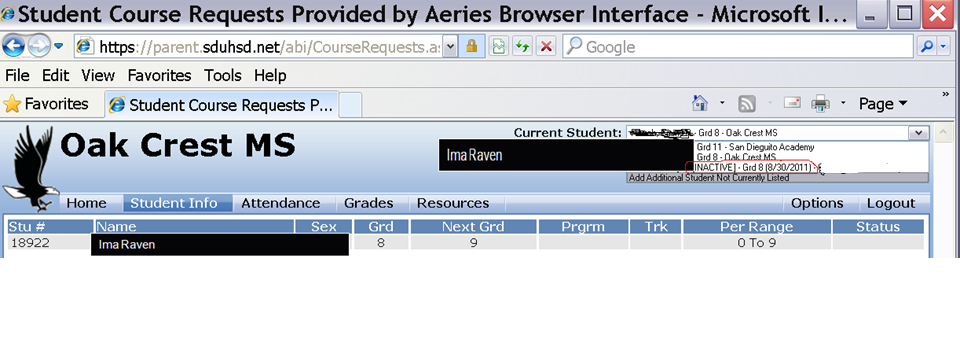 Student Course Requests Provided by Aeries Browser Interface - Microsoft I...
https://parent.sduhsd.net/abi/CourseRequests.as
Google
File Edit View Favorites Tools Help
Favorites Student Course Requests P... Page »
Oak Crest MS
Current Student: - Grd 8 - Oak Crest MS
Ima Raven
Grd 11 - San Dieguito Academy
Grd 8 - Oak Crest MS
[INACTIVE] - Grd 8 (8/30/2011) -
Add Additional Student Not Currently Listed
Home Student Info Attendance Grades Resources Options Logout
Stu # Name Sex Grd Next Grd Prgrm Trk Per Range Status
18922 Ima Raven 8 9 0 To 9